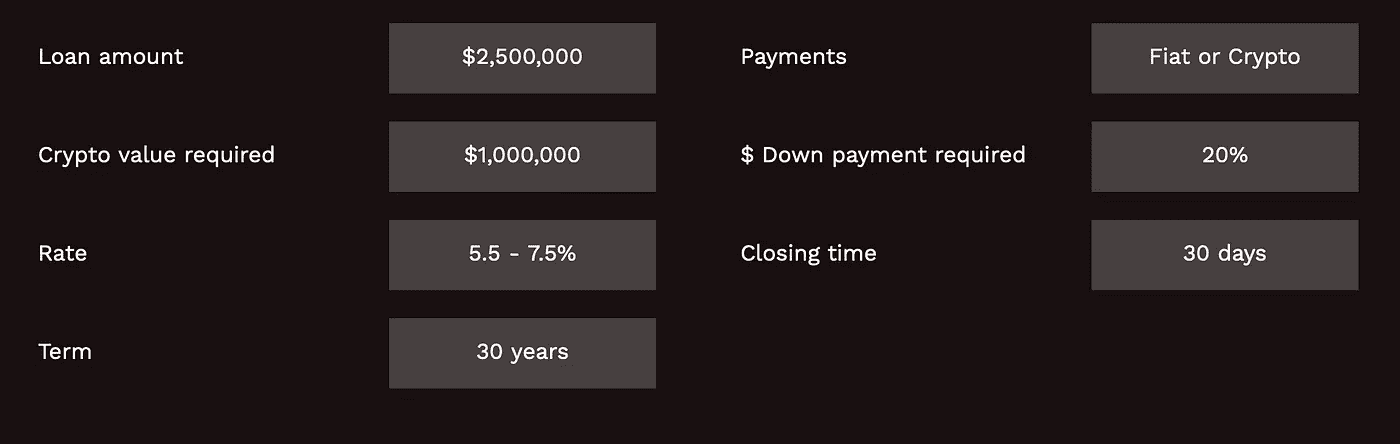 Loan amount
$2,500,000
Payments
Fiat or Crypto
Crypto value required
$1,000,000
$ Down payment required
20%
Rate
5.5 - 7.5%
Closing time
30 days
Term
30 years